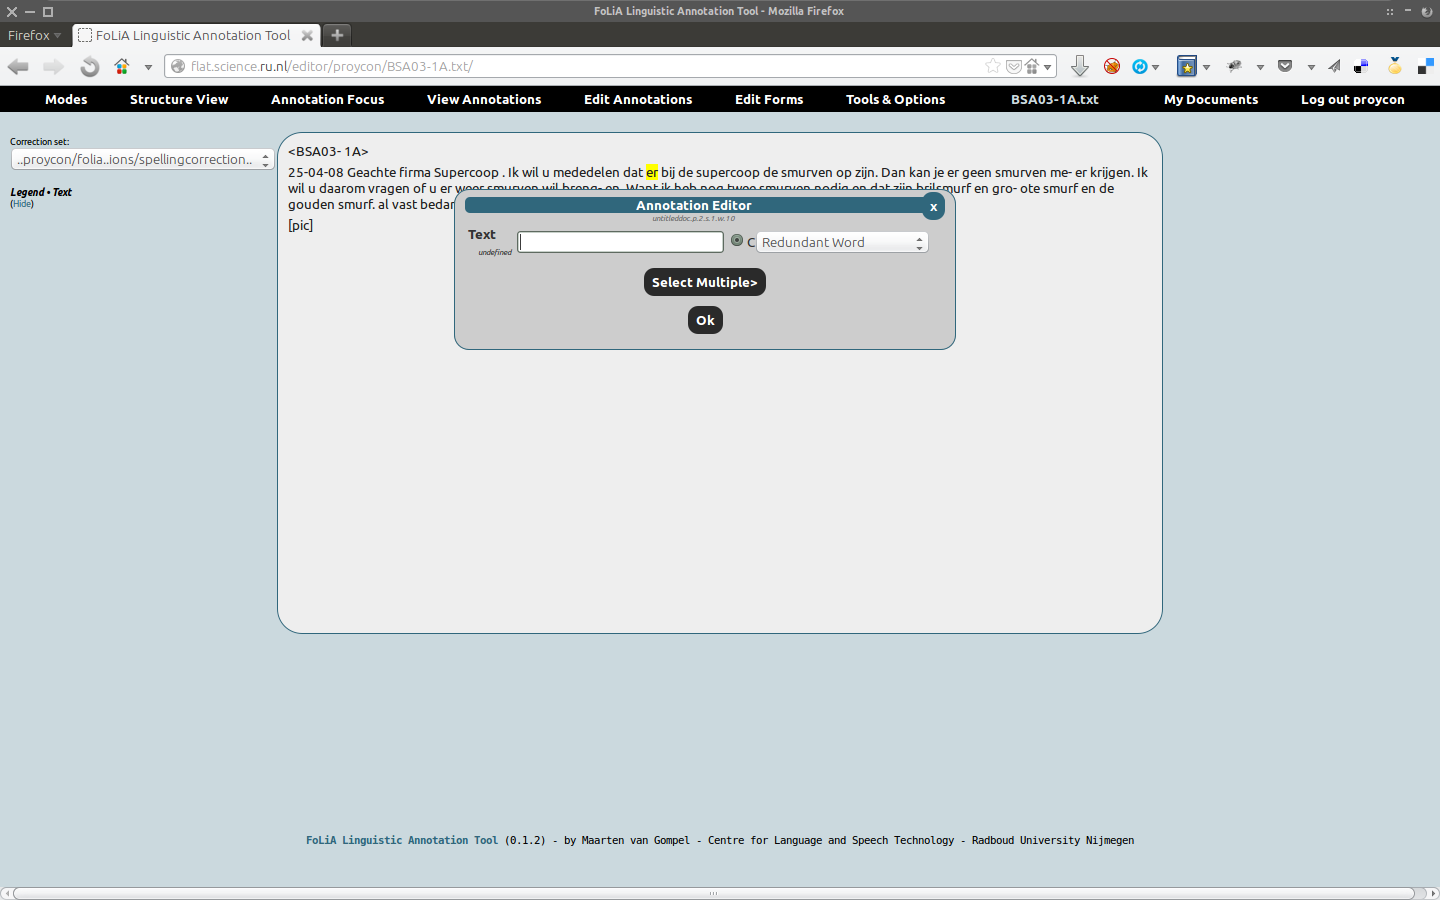 FoLiA Linguistic Annotation Tool - Mozilla Firefox
Firefox
FoLiA Linguistic Annotation Tool
flat.science.ru.nl/editor/proycon/BSA03-1A.txt/
Modes Structure View Annotation Focus View Annotations Edit Annotations Edit Forms Tools & Options BSA03-1A.txt My Documents Log out proycon
Correction set:
..proycon/folia..ions/spellingcorrection..
Legend • Text
(Hide)
<BSA03- 1A>
25-04-08 Geachte firma Supercoop . Ik wil u mededelen dat er bij de supercoop de smurven op zijn. Dan kan je er geen smurven me- er krijgen. Ik
wil u daarom vragen of u er weer smurven wil breng- en. Want ik heb nog twee smurven nodig en dat zijn brilsmurf en gro- ote smurf en de
gouden smurf. al vast bedan
[pic]
Annotation Editor
x
untitleddoc.p.2.s.1.w.10
Text
undefined
C
Redundant Word
Select Multiple>
Ok
FoLiA Linguistic Annotation Tool (0.1.2) - by Maarten van Gompel - Centre for Language and Speech Technology - Radboud University Nijmegen